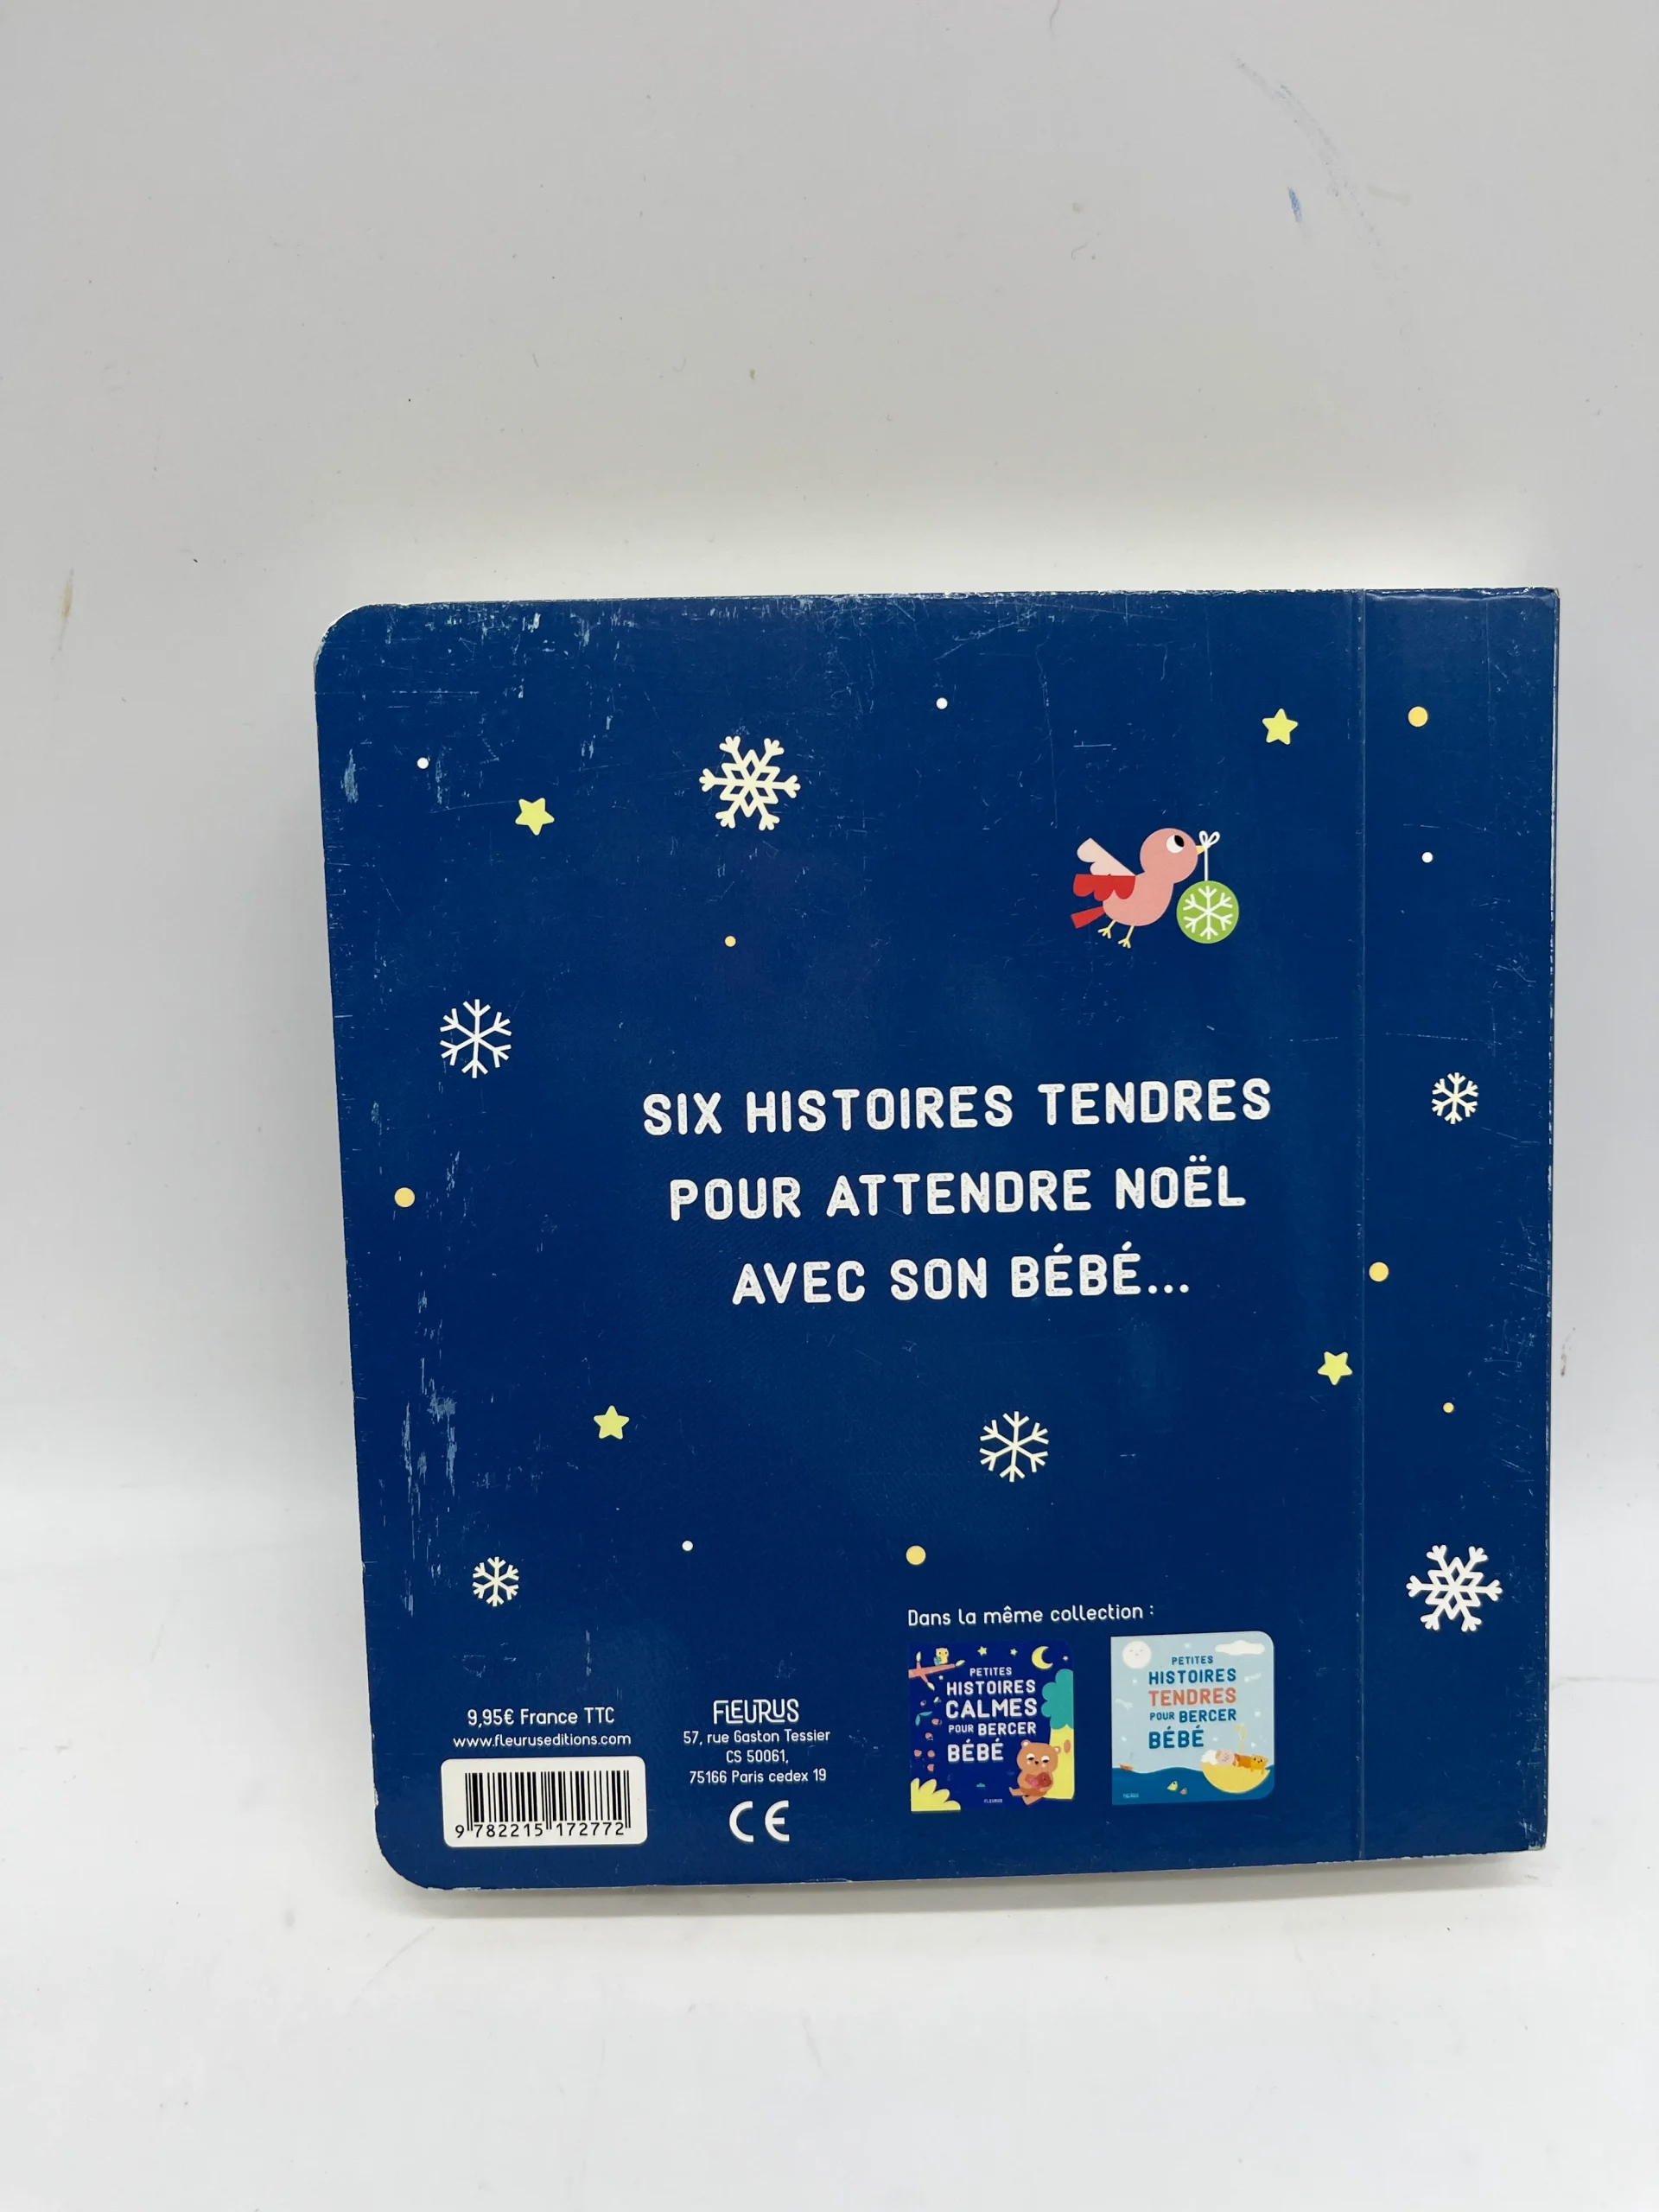 SIX HISTOIRES TENDRES
POUR ATTENDRE NOËL
AVEC SON BÉBÉ...
Dans la même collection :
PETITES
HISTOIRES
CALMES
POUR BERCER
BÉBÉ
FLEURUS
PETITES
HISTOIRES
TENDRES
POUR BERCER
BÉBÉ
9,95€ France TTC
www.fleuruseditions.com
9 782215 172772
FLEURUS
57, rue Gaston Tessier
CS 50061,
75166 Paris cedex 19
CE